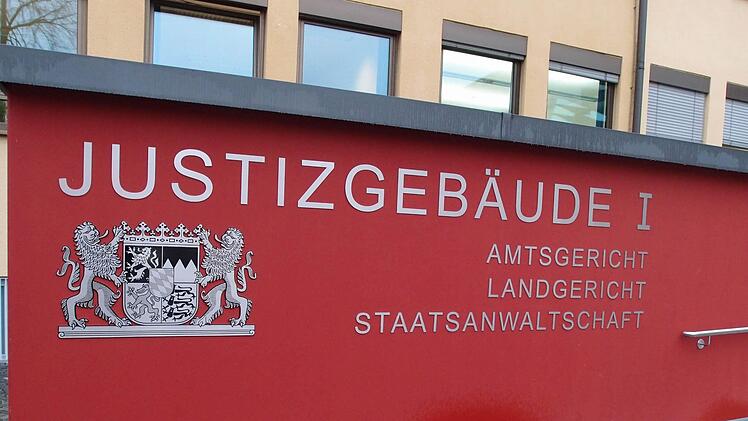 JUSTIZGEBÄUDE I
AMTSGERICHT
LANDGERICHT
STAATSANWALTSCHAFT